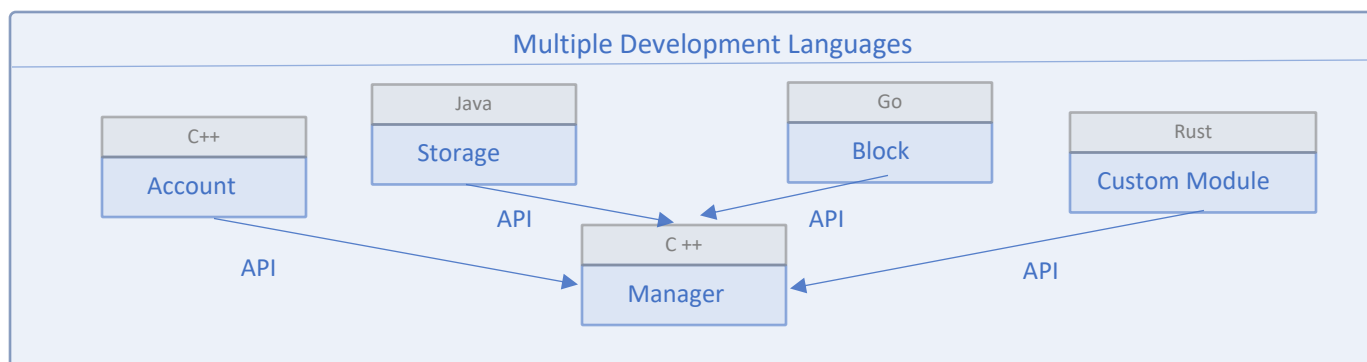 Multiple Development Languages
Java
Storage
Go
Block
C++
Account
Rust
Custom Module
API
API
C ++
Manager
API
API